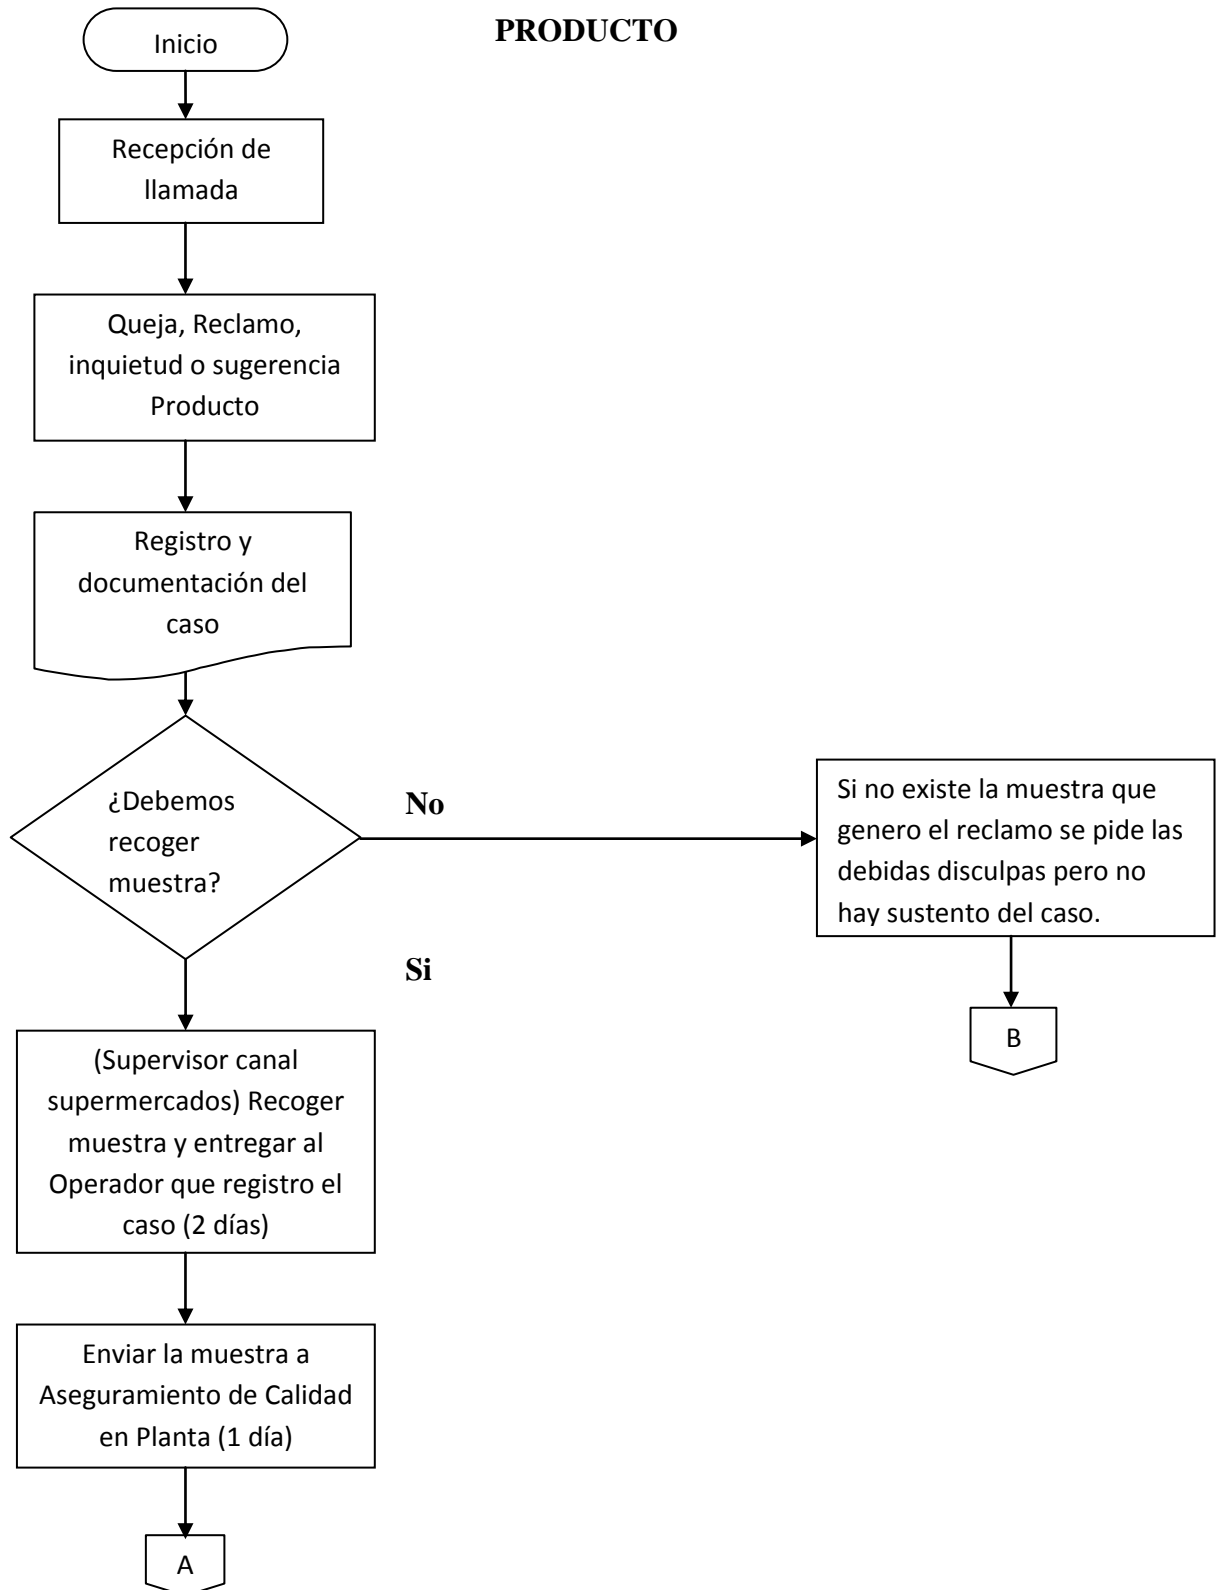 PRODUCTO
Inicio
Recepción de
llamada
Queja, Reclamo,
inquietud o sugerencia
Producto
Registro y
documentación del
caso
¿Debemos
recoger
muestra?
No
Si no existe la muestra que
genero el reclamo se pide las
debidas disculpas pero no
hay sustento del caso.
B
Si
(Supervisor canal
supermercados) Recoger
muestra y entregar al
Operador que registro el
caso (2 días)
Enviar la muestra a
Aseguramiento de Calidad
en Planta (1 día)
A